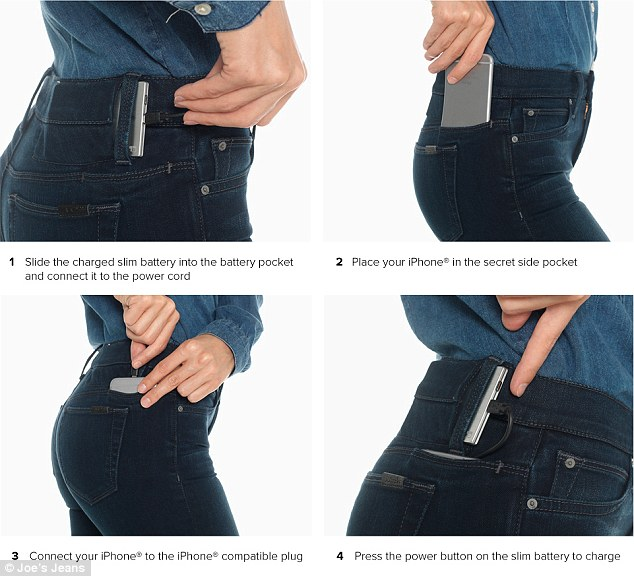 1 Slide the charged slim battery into the battery pocket
and connect it to the power cord
2 Place your iPhone® in the secret side pocket
3 Connect your iPhone® to the iPhone® compatible plug
4 Press the power button on the slim battery to charge
© Joe's Jeans